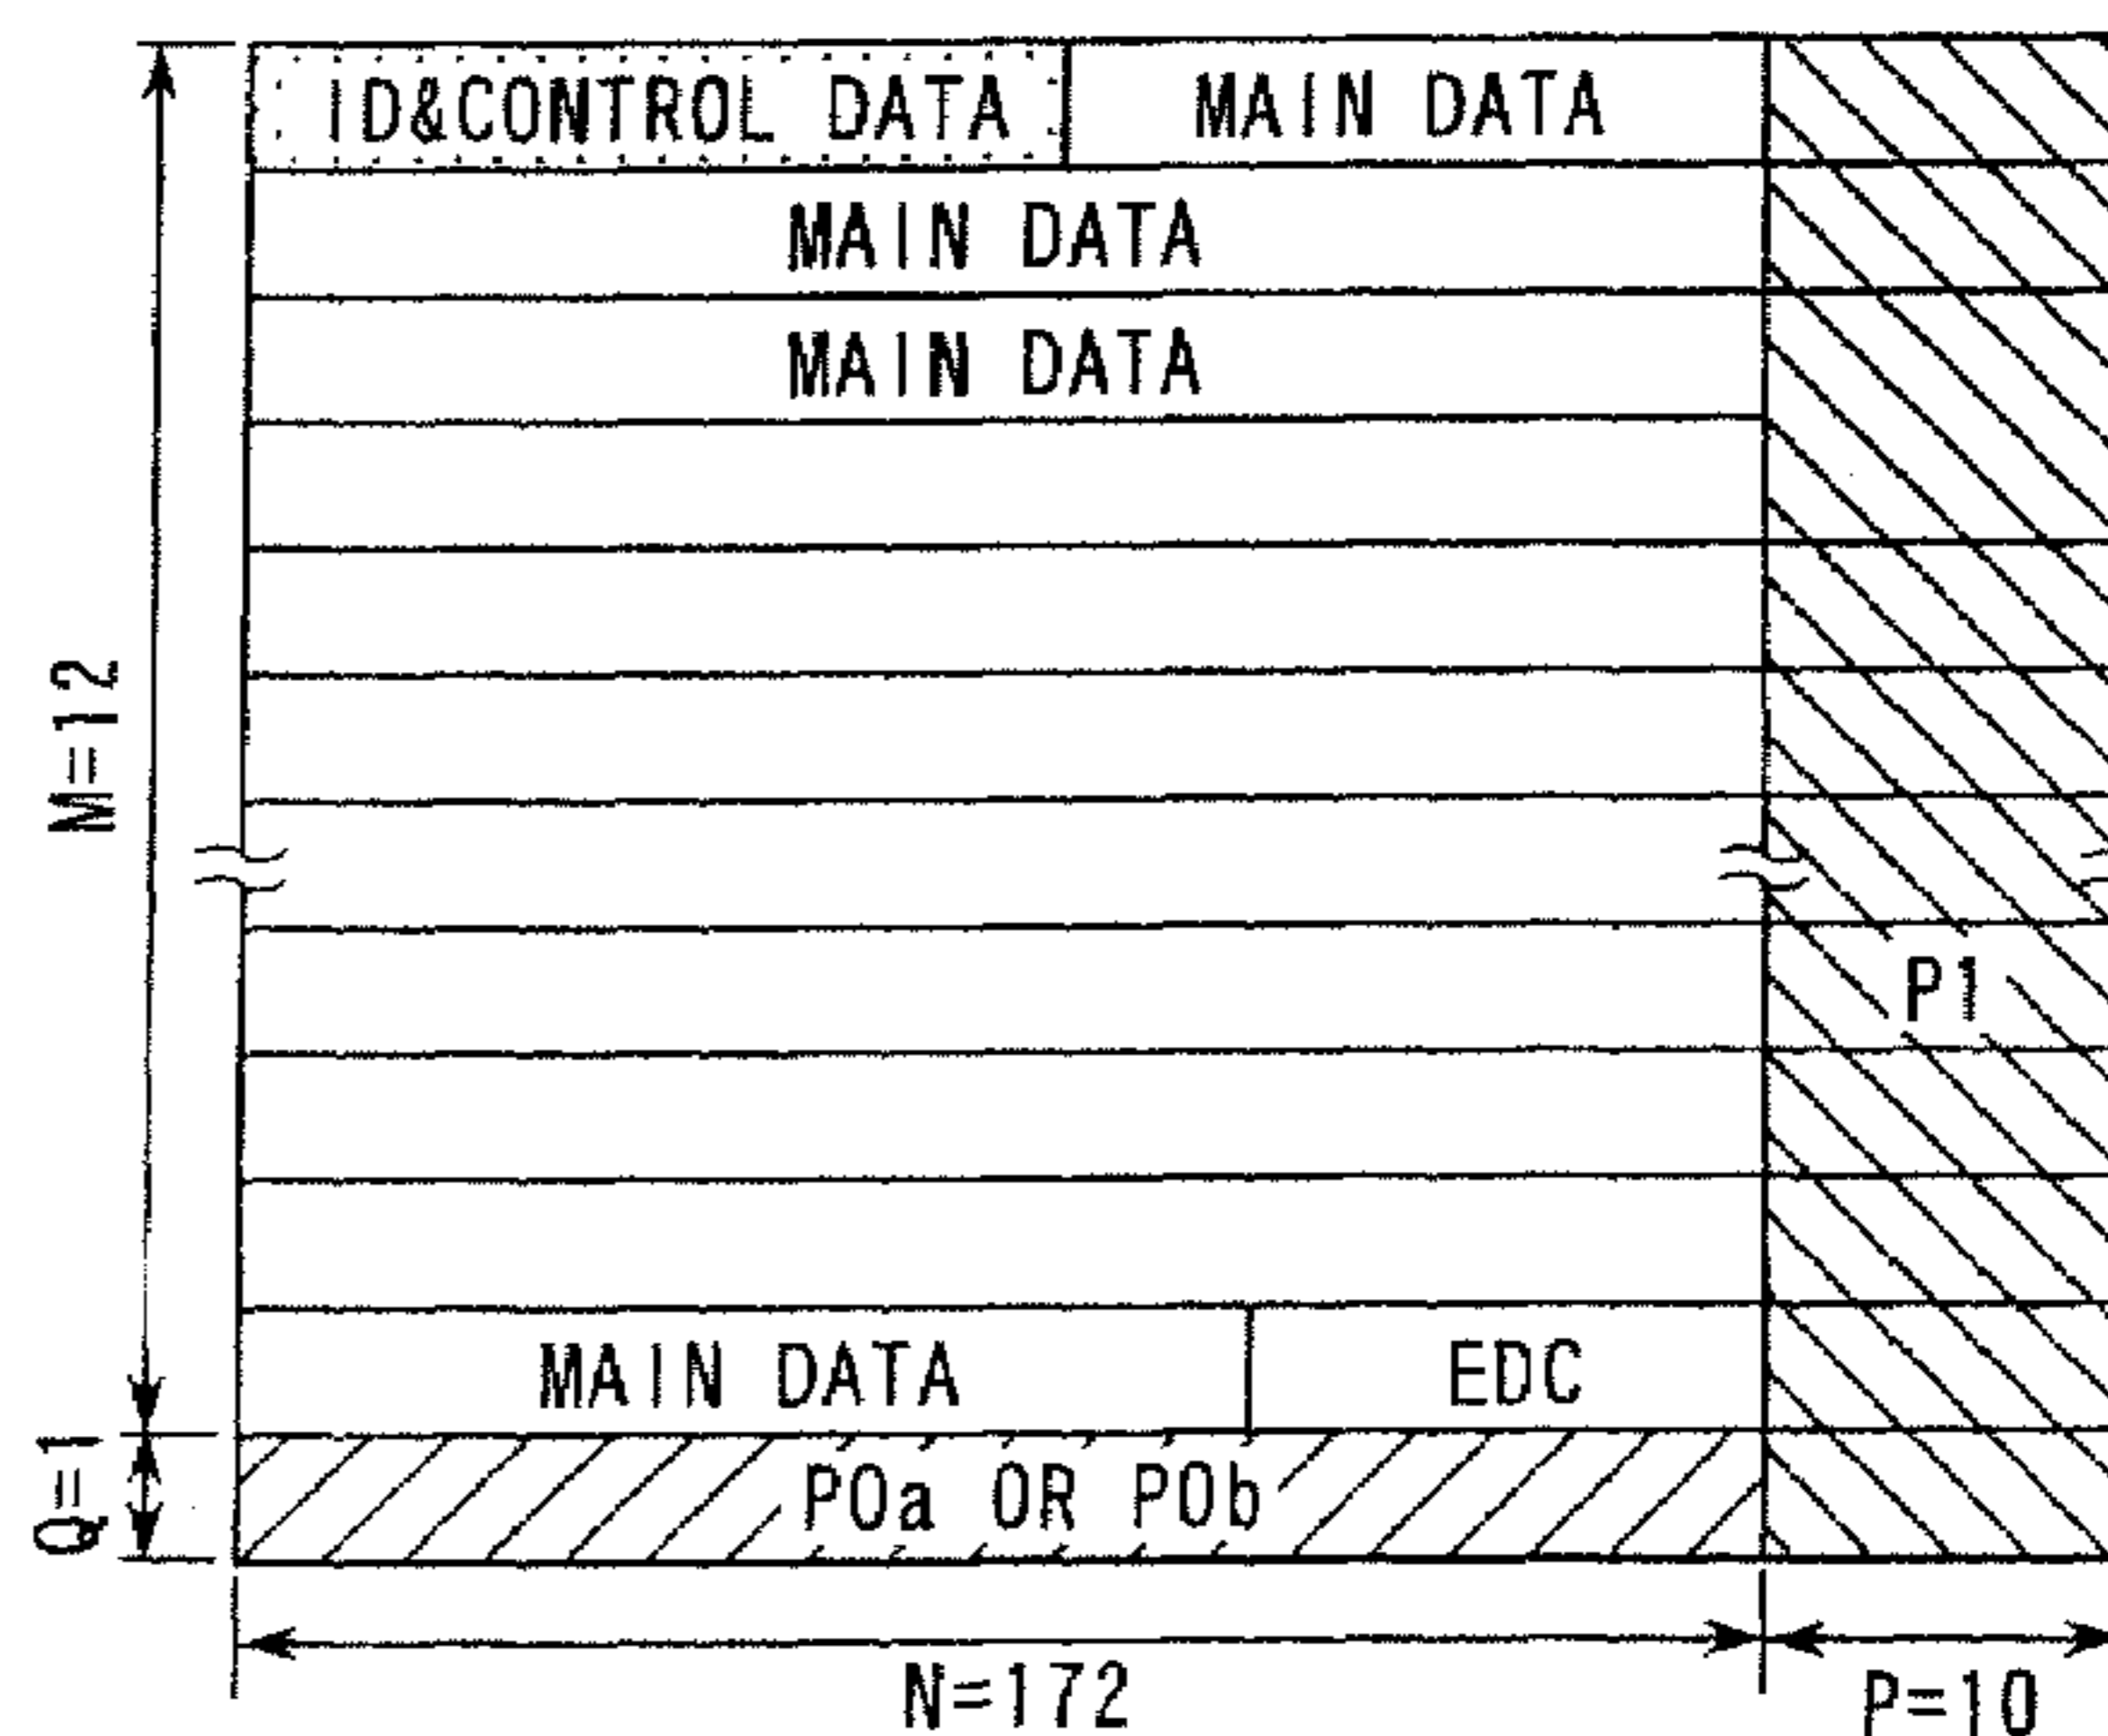 ID&CONTROL DATA MAIN DATA
MAIN DATA
MAIN DATA
M=12
P1
MAIN DATA EDC
Q=1
POa OR POb
N=172
P=10